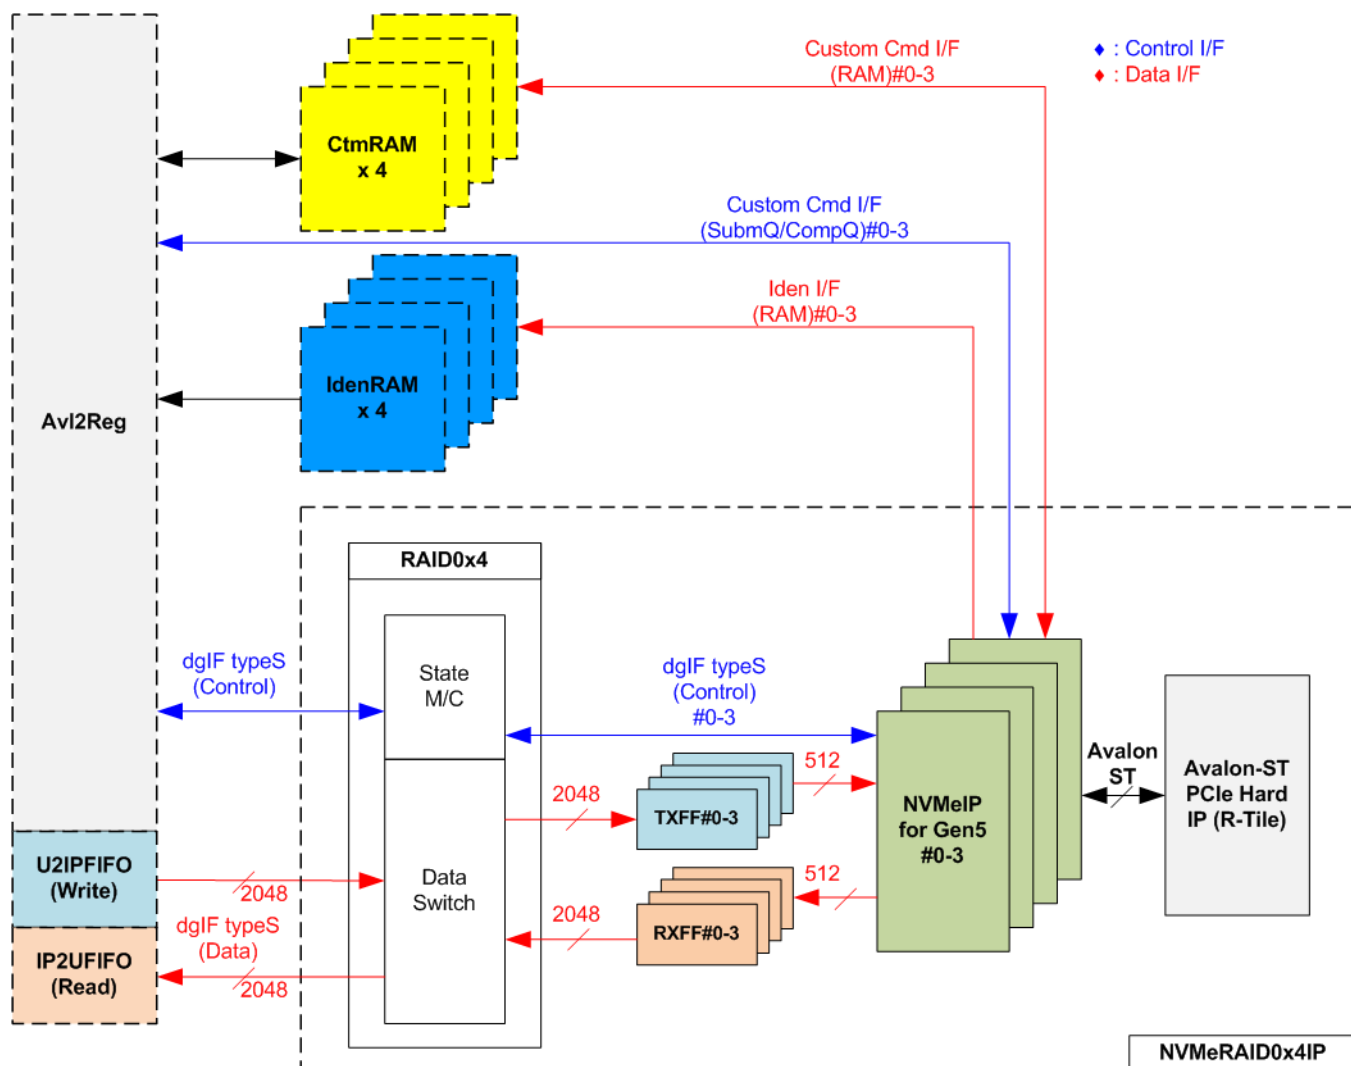 Custom Cmd I/F
(RAM)#0-3
♦ : Control I/F
♦ : Data I/F
CtmRAM
x 4
Custom Cmd I/F
(SubmQ/CompQ)#0-3
Iden I/F
(RAM)#0-3
IdenRAM
x 4
Avl2Reg
RAID0x4
dgIF typeS
(Control)
State
M/C
dgIF typeS
(Control)
#0-3
512
2048
TXFF#0-3
NVMeIP
for Gen5
#0-3
Avalon
ST
Avalon-ST
PCIe Hard
IP (R-Tile)
U2IPFIFO
(Write)
2048
Data
Switch
512
2048
RXFF#0-3
dgIF typeS
(Data)
IP2UFIFO
(Read)
2048
NVMeRAID0x4IP